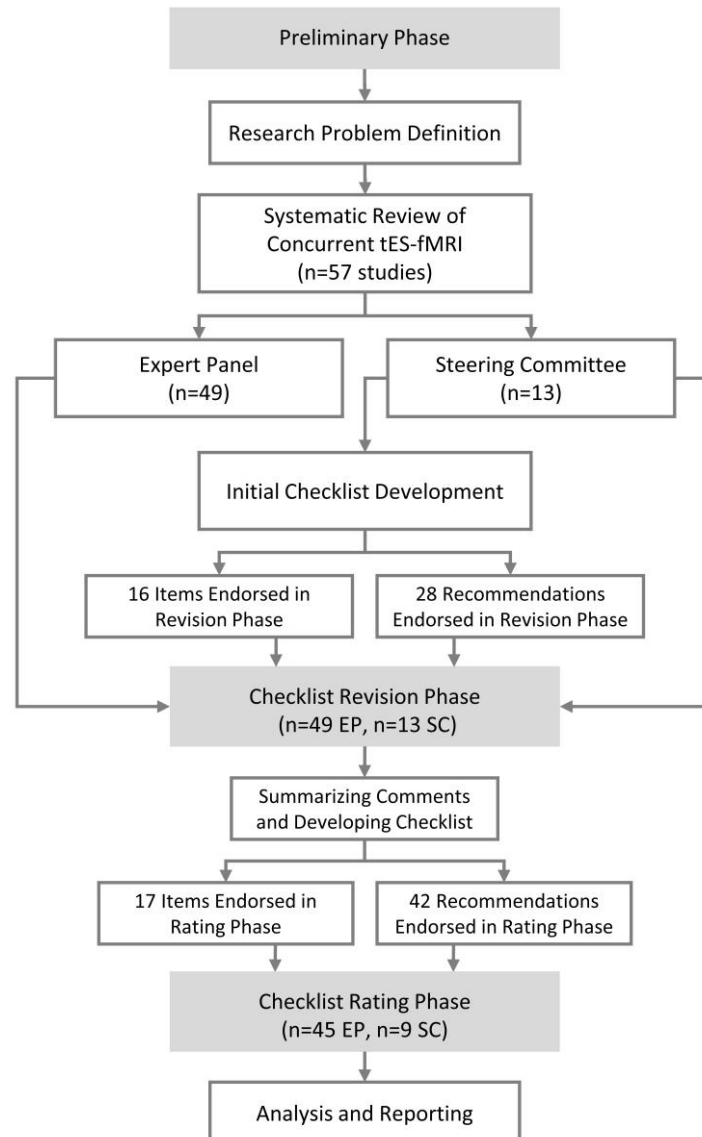 Preliminary Phase
Research Problem Definition
Systematic Review of
Concurrent tES-fMRI
(n=57 studies)
Expert Panel
(n=49)
Steering Committee
(n=13)
Initial Checklist Development
16 Items Endorsed in
Revision Phase
28 Recommendations
Endorsed in Revision Phase
Checklist Revision Phase
(n=49 EP, n=13 SC)
Summarizing Comments
and Developing Checklist
17 Items Endorsed in
Rating Phase
42 Recommendations
Endorsed in Rating Phase
Checklist Rating Phase
(n=45 EP, n=9 SC)
Analysis and Reporting